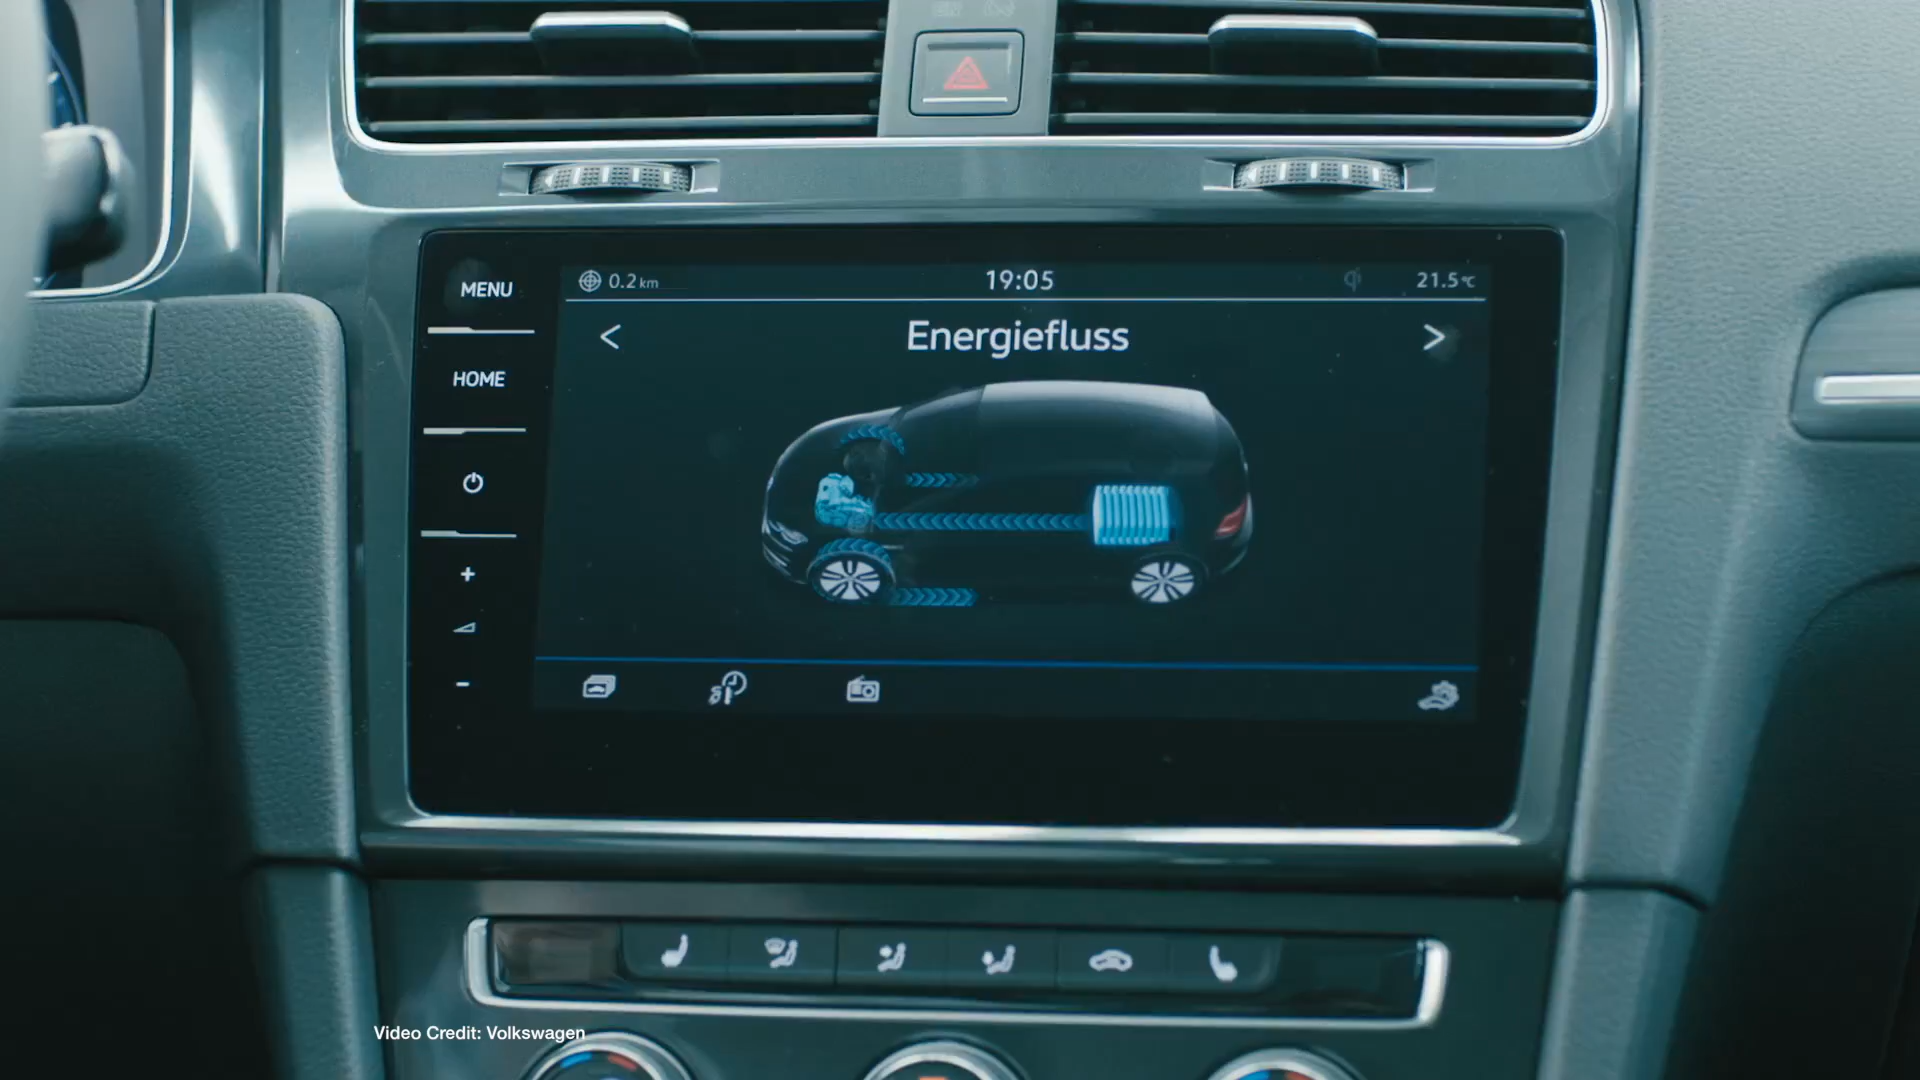 MENU
HOME
0.2 km
19:05
21.5°C
Energiefluss
Video Credit: Volkswagen